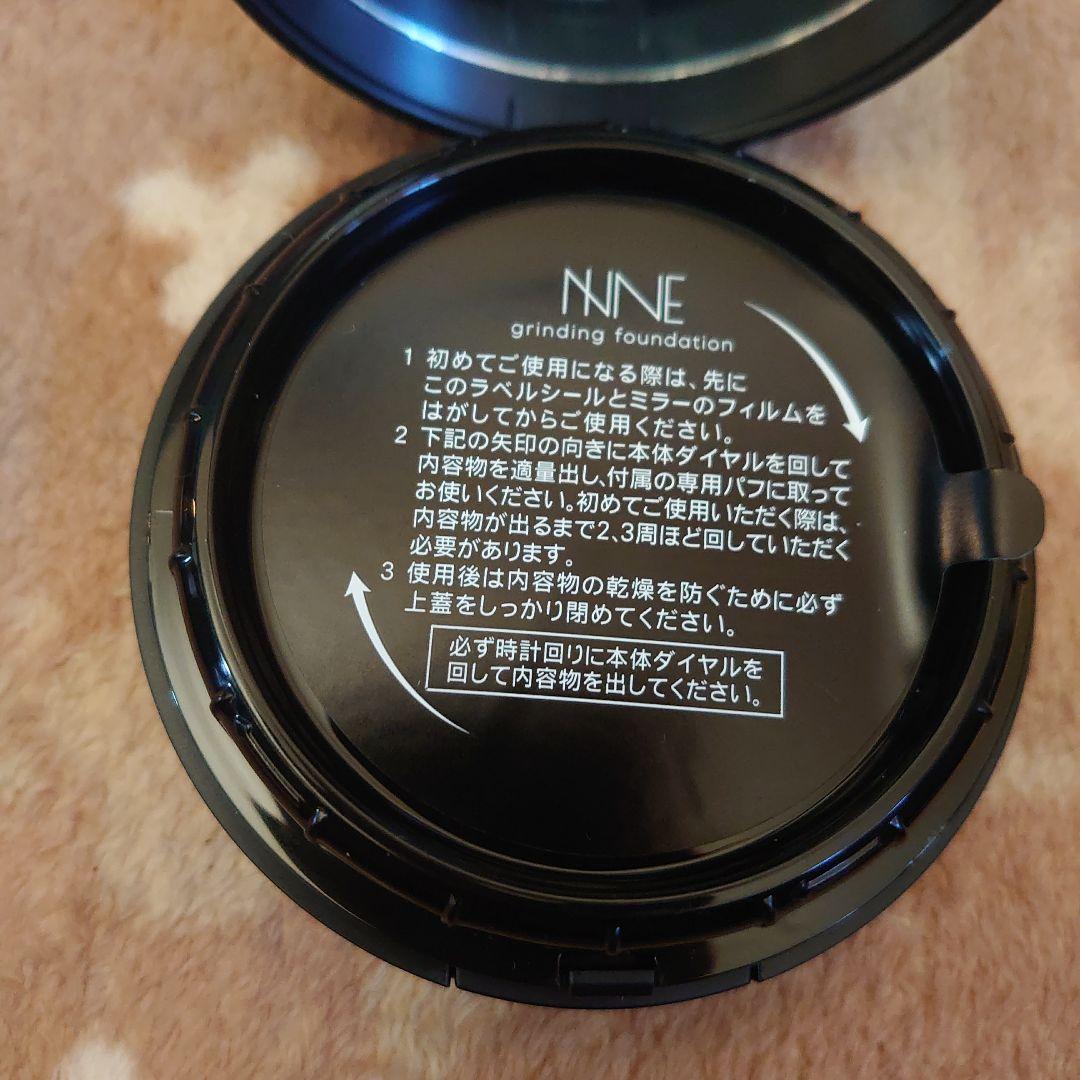 NNNE
grinding foundation
1 初めてご使用になる際は、先に
このラベルシールとミラーのフィルムを
はがしてからご使用ください。
2 下記の矢印の向きに本体ダイヤルを回して
内容物を適量出し、付属の専用パフに取って
お使いください。初めてご使用いただく際は、
内容物が出るまで2、3周ほど回していただく
必要があります。
3 使用後は内容物の乾燥を防ぐために必ず
上蓋をしっかり閉めてください。
必ず時計回りに本体ダイヤルを
回して内容物を出してください。